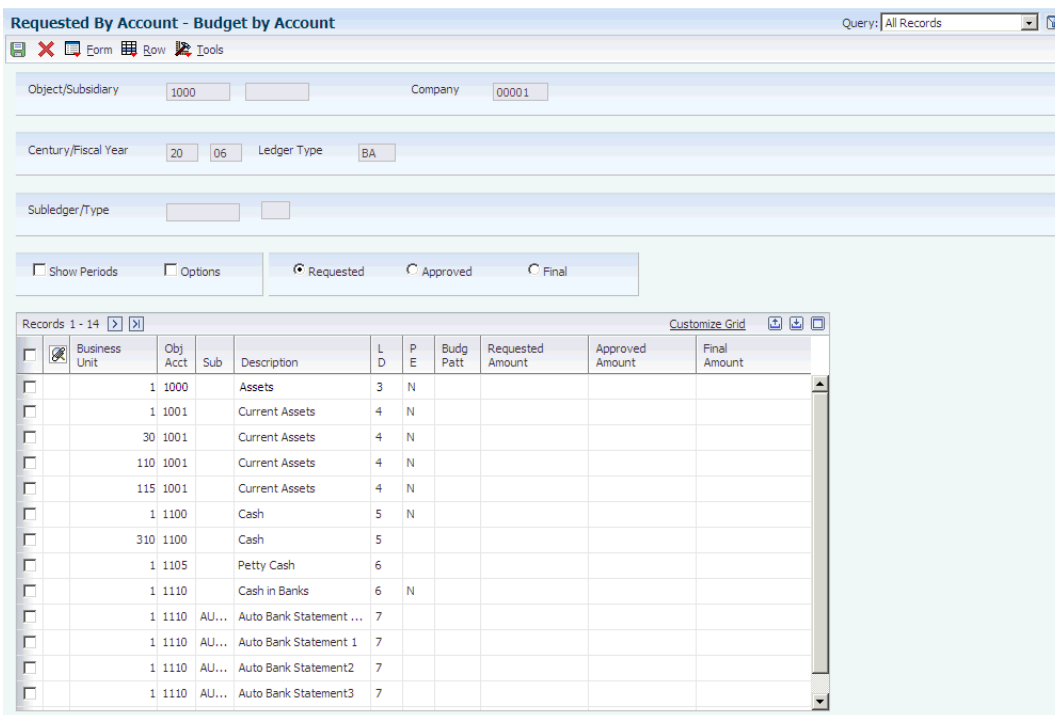 Requested By Account - Budget by Account Query: All Records
Form Row Tools
Object/Subsidiary 1000 Company 00001
Century/Fiscal Year 20 06 Ledger Type BA
Subledger/Type
Show Periods Options Requested Approved Final
Records 1 - 14 Customize Grid
Business Unit Obj Acct Sub Description L D P E Budg Patt Requested Amount Approved Amount Final Amount
1 1000 Assets 3 N
1 1001 Current Assets 4 N
30 1001 Current Assets 4 N
110 1001 Current Assets 4 N
115 1001 Current Assets 4 N
1 1100 Cash 5 N
310 1100 Cash 5
1 1105 Petty Cash 6
1 1110 Cash in Banks 6 N
1 1110 AU... Auto Bank Statement ... 7
1 1110 AU... Auto Bank Statement 1 7
1 1110 AU... Auto Bank Statement2 7
1 1110 AU... Auto Bank Statement3 7